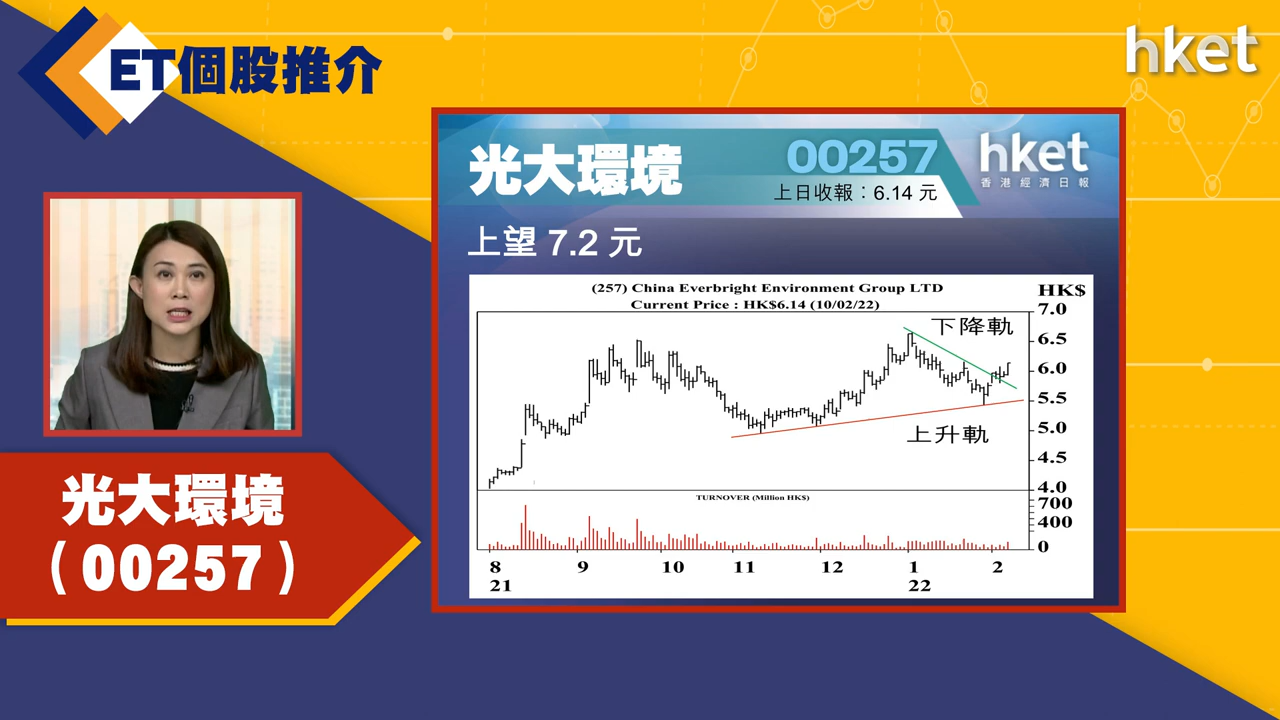 ET個股推介
hket
光大環境
00257
上日收報：6.14 元
hket
香港經濟日報
上望 7.2 元
(257) China Everbright Environment Group LTD
Current Price : HK$6.14 (10/02/22)
HK$
下降軌
7.0
6.5
6.0
5.5
5.0
4.5
4.0
上升軌
TURNOVER (Million HK$)
700
400
0
8 9 10 11 12 1 2
21 22
光大環境
（00257）